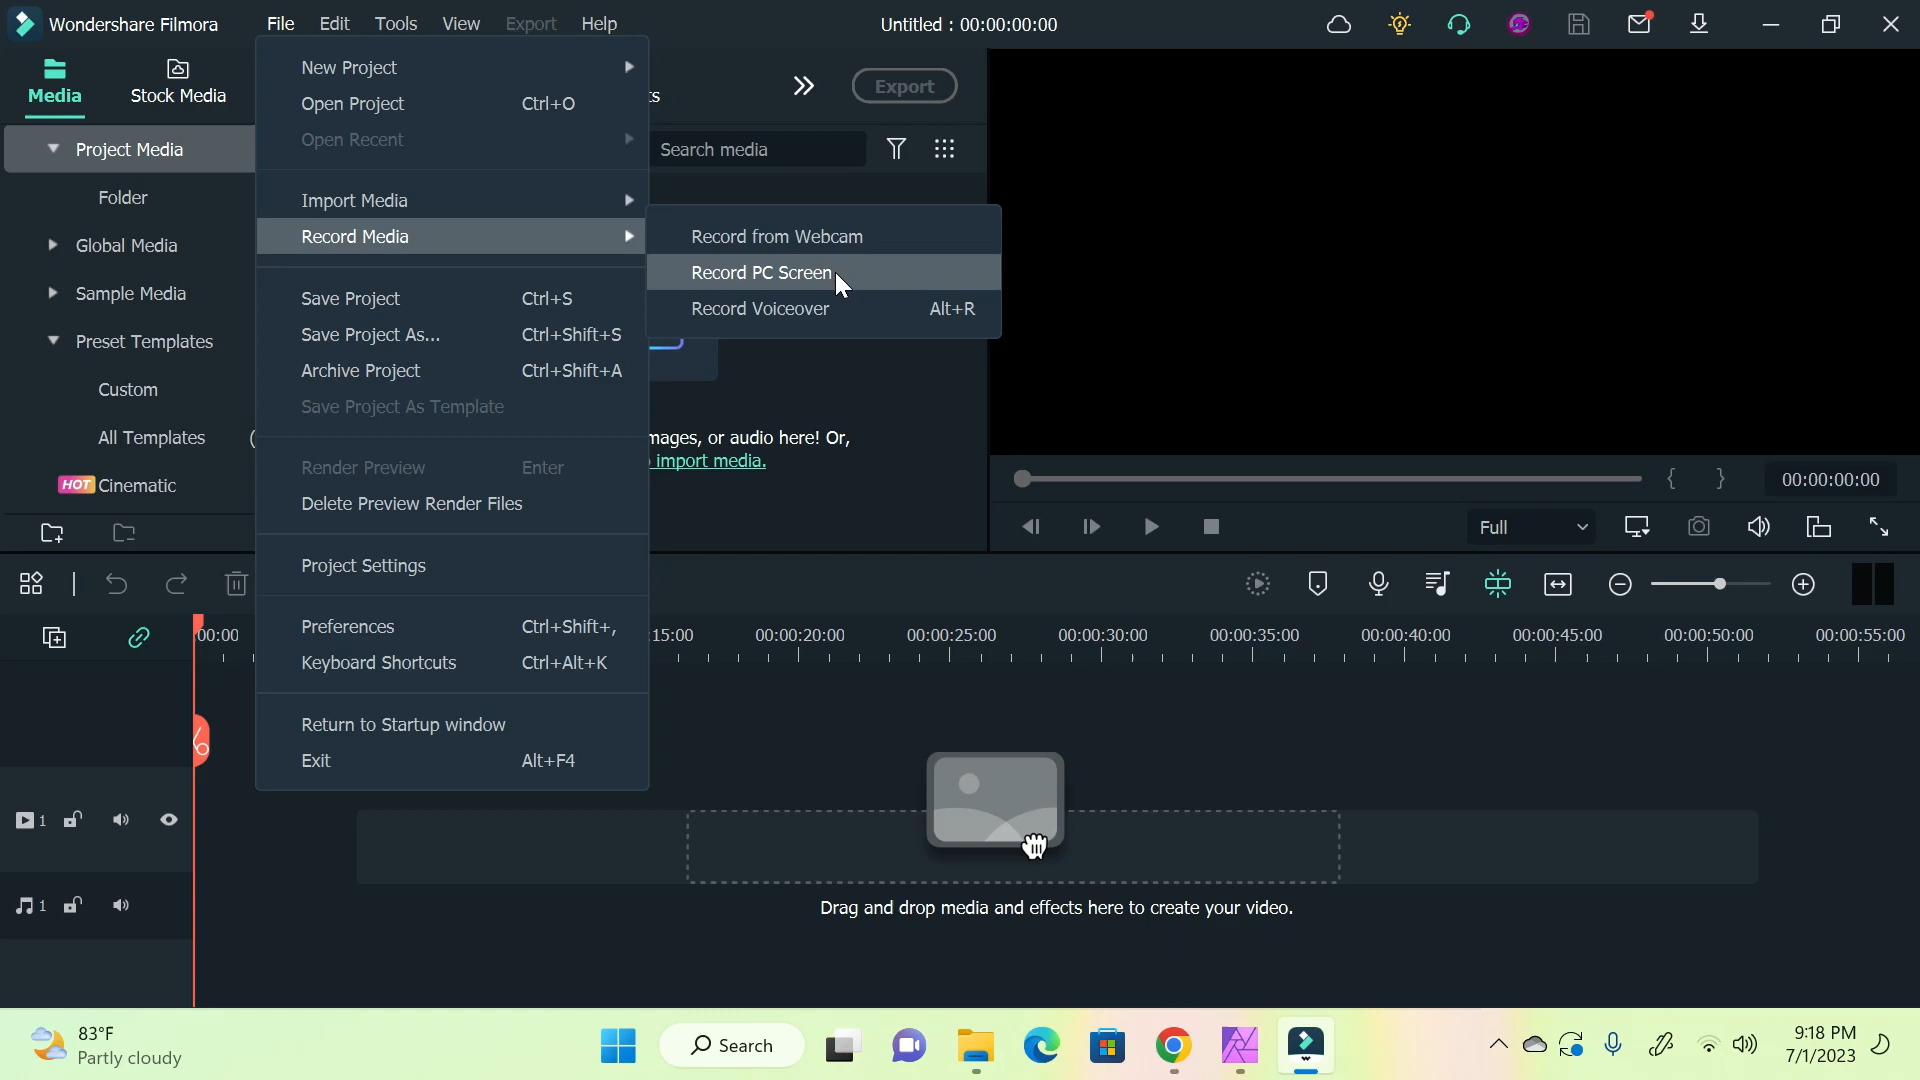 Wondershare Filmora File Edit Tools View Export Help Untitled : 00:00:00:00
Media Stock Media ts Export
Project Media
Folder
Global Media
Sample Media
Preset Templates
Custom
All Templates (
HOT Cinematic
New Project
Open Project Ctrl+O
Open Recent
Import Media
Record Media
Save Project Ctrl+S
Save Project As... Ctrl+Shift+S
Archive Project Ctrl+Shift+A
Save Project As Template
Render Preview Enter
Delete Preview Render Files
Project Settings
Preferences Ctrl+Shift+,
Keyboard Shortcuts Ctrl+Alt+K
Return to Startup window
Exit Alt+F4
Search media
Record from Webcam
Record PC Screen
Record Voiceover Alt+R
mages, or audio here! Or,
import media.
{ } 00:00:00:00
Full
00:00 15:00 00:00:20:00 00:00:25:00 00:00:30:00 00:00:35:00 00:00:40:00 00:00:45:00 00:00:50:00 00:00:55:00
1
1
Drag and drop media and effects here to create your video.
83°F
Partly cloudy
Search
9:18 PM
7/1/2023